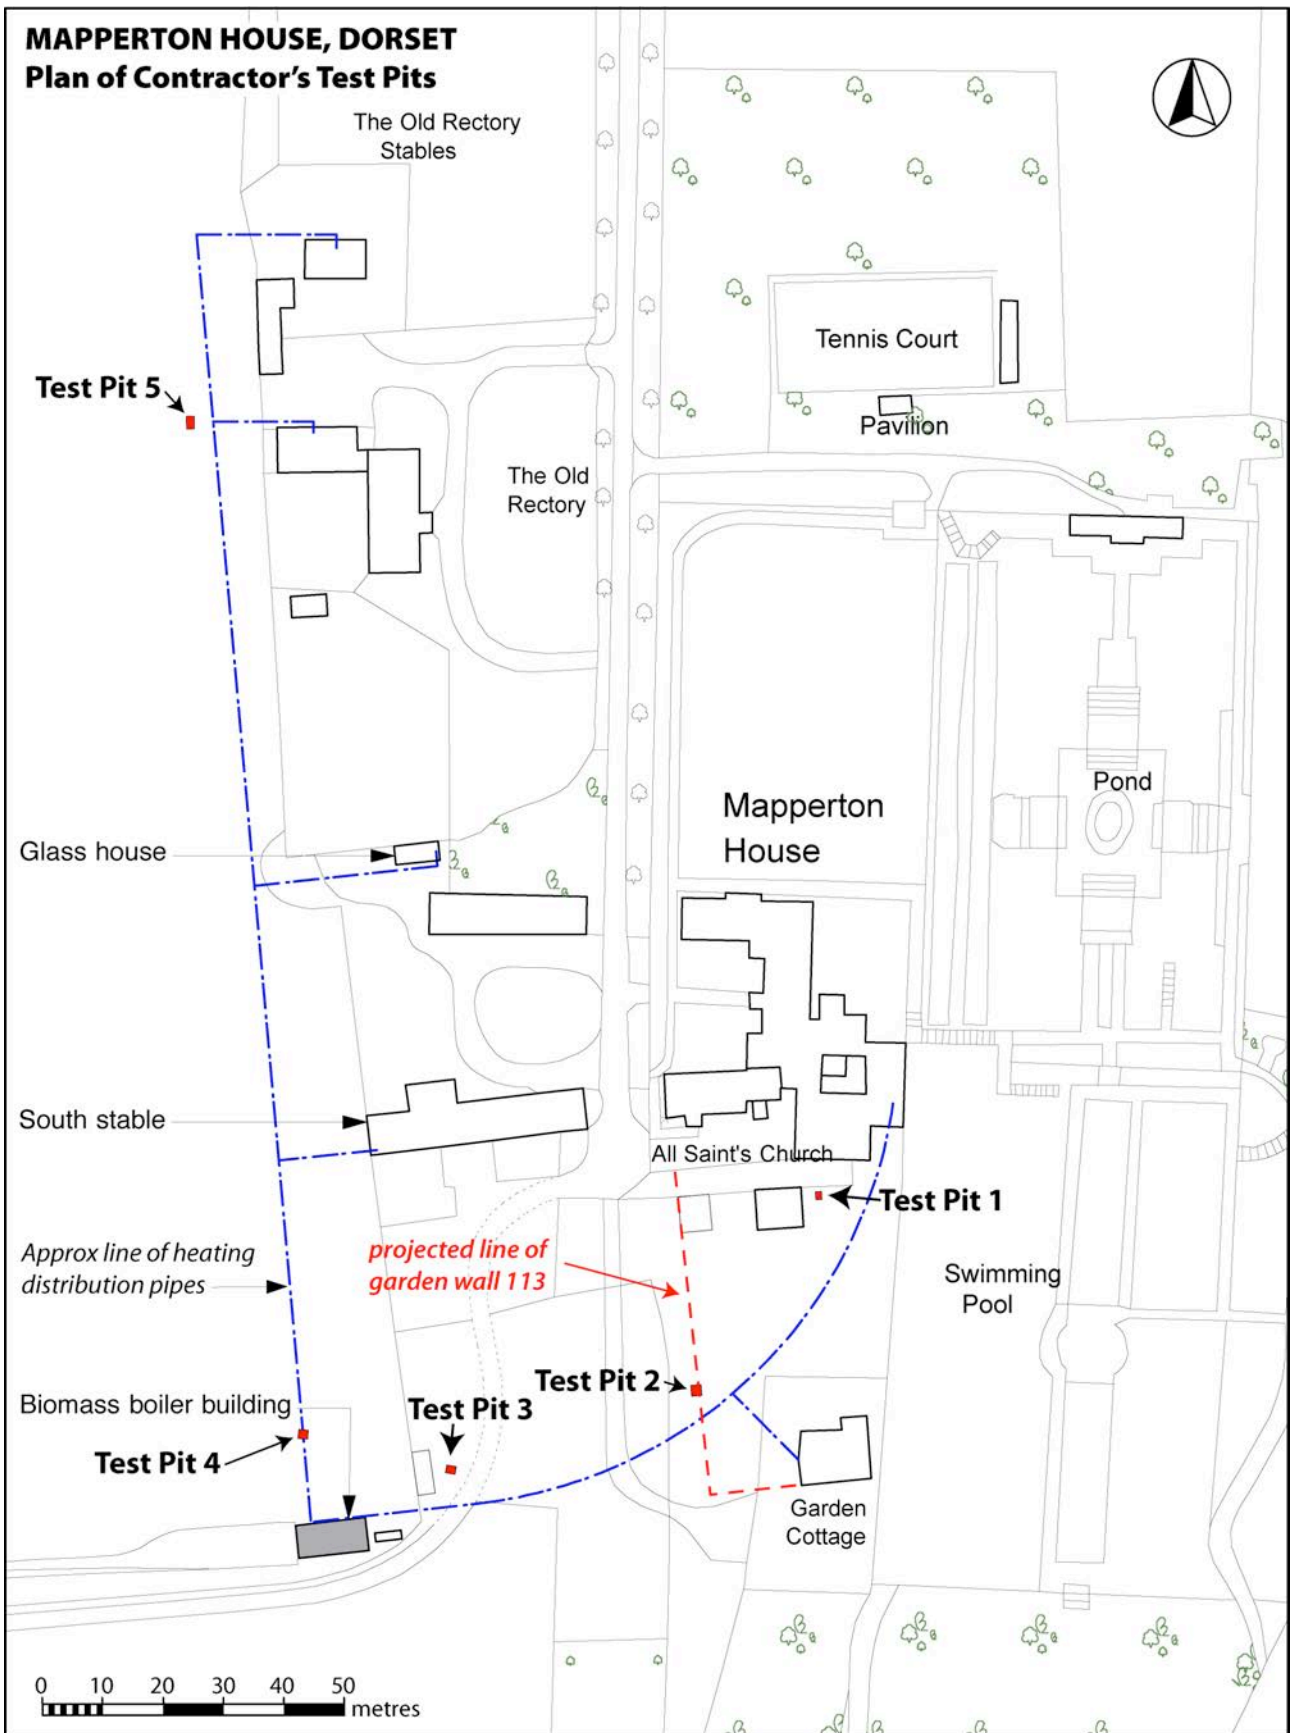 MAPPERTON HOUSE, DORSET
Plan of Contractor's Test Pits
The Old Rectory
Stables
Tennis Court
Test Pit 5
Pavilion
The Old
Rectory
Pond
Mapperton
House
Glass house
South stable
All Saint's Church
Test Pit 1
Approx line of heating
distribution pipes
projected line of
garden wall 113
Swimming
Pool
Test Pit 2
Biomass boiler building
Test Pit 3
Test Pit 4
Garden
Cottage
0 10 20 30 40 50
metres